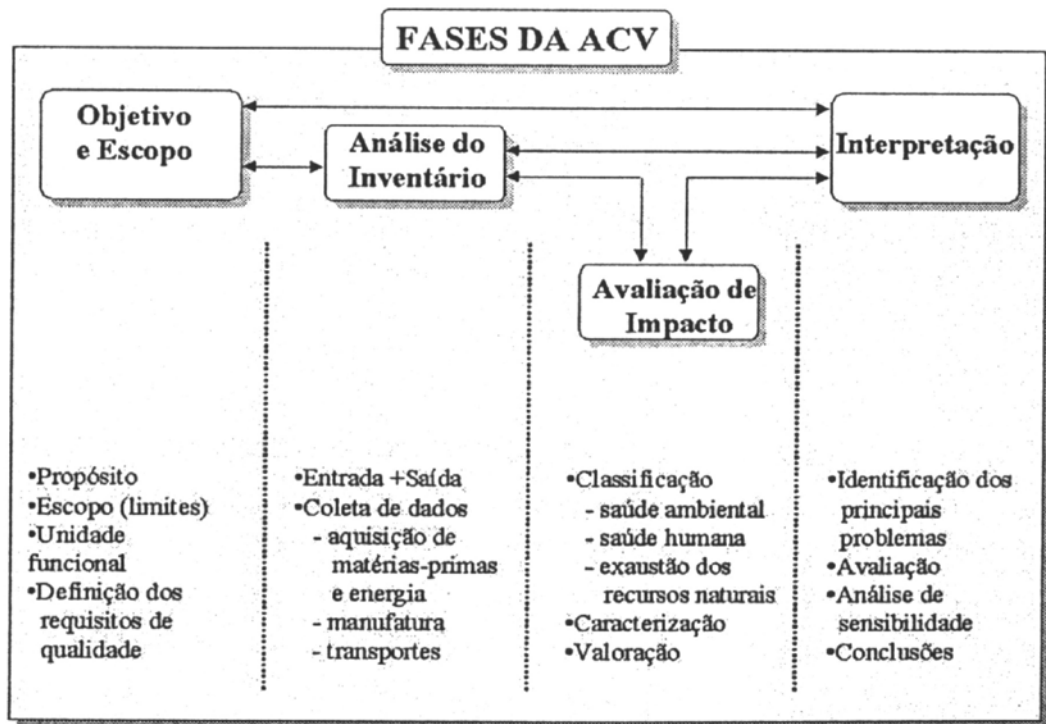 FASES DA ACV
Objetivo
e Escopo
Análise do
Inventário
Interpretação
Avaliação de
Impacto
•Propósito
•Escopo (limites)
•Unidade
funcional
•Definição dos
requisitos de
qualidade
•Entrada +Saída
•Coleta de dados
- aquisição de
matérias-primas
e energia
- manufatura
- transportes
•Classificação
- saúde ambiental
- saúde humana
- exaustão dos
recursos naturais
•Caracterização
•Valoração
•Identificação dos
principais
problemas
•Avaliação
•Análise de
sensibilidade
•Conclusões